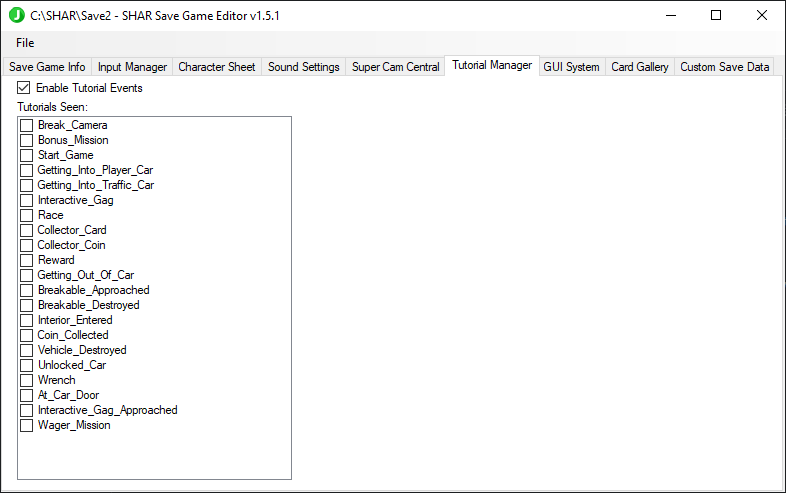 C:\SHAR\Save2 - SHAR Save Game Editor v1.5.1
File
Save Game Info Input Manager Character Sheet Sound Settings Super Cam Central Tutorial Manager GUI System Card Gallery Custom Save Data
Enable Tutorial Events
Tutorials Seen:
Break_Camera
Bonus_Mission
Start_Game
Getting_Into_Player_Car
Getting_Into_Traffic_Car
Interactive_Gag
Race
Collector_Card
Collector_Coin
Reward
Getting_Out_Of_Car
Breakable_Approached
Breakable_Destroyed
Interior_Entered
Coin_Collected
Vehicle_Destroyed
Unlocked_Car
Wrench
At_Car_Door
Interactive_Gag_Approached
Wager_Mission